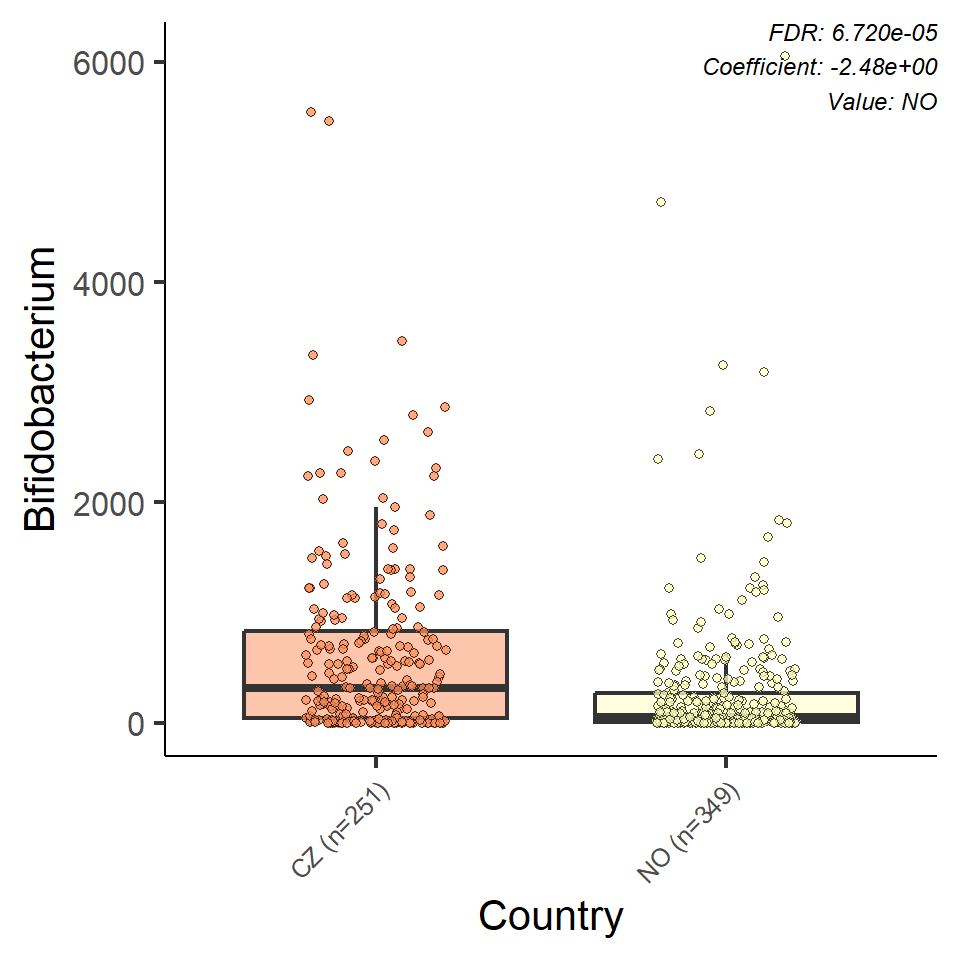 FDR: 6.720e-05
Coefficient: -2.48e+00
Value: NO
Bifidobacterium
6000
4000
2000
0
CZ (n=251)
NO (n=349)
Country